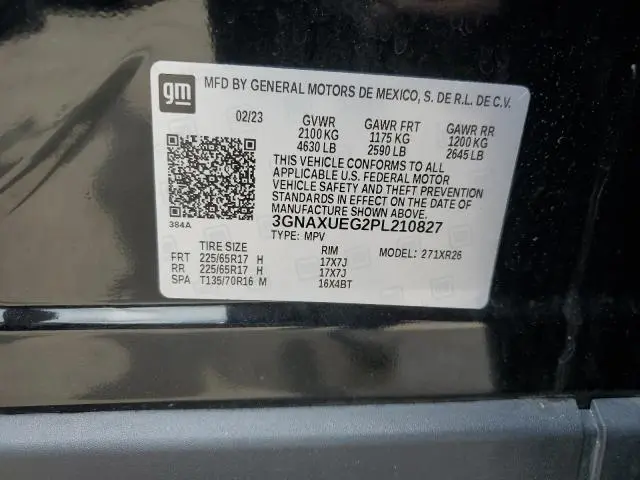 gm
MFD BY GENERAL MOTORS DE MEXICO, S. DE R.L. DE C.V.
02/23 GVWR GAWR FRT GAWR RR
2100 KG 1175 KG 1200 KG
4630 LB 2590 LB 2645 LB
THIS VEHICLE CONFORMS TO ALL
APPLICABLE U.S. FEDERAL MOTOR
VEHICLE SAFETY AND THEFT PREVENTION
STANDARDS IN EFFECT ON THE DATE OF
MANUFACTURE SHOWN ABOVE.
384A 3GNAXUEG2PL210827
TYPE: MPV MODEL: 271XR26
TIRE SIZE RIM
FRT 225/65R17 H 17X7J
RR 225/65R17 H 17X7J
SPA T135/70R16 M 16X4BT